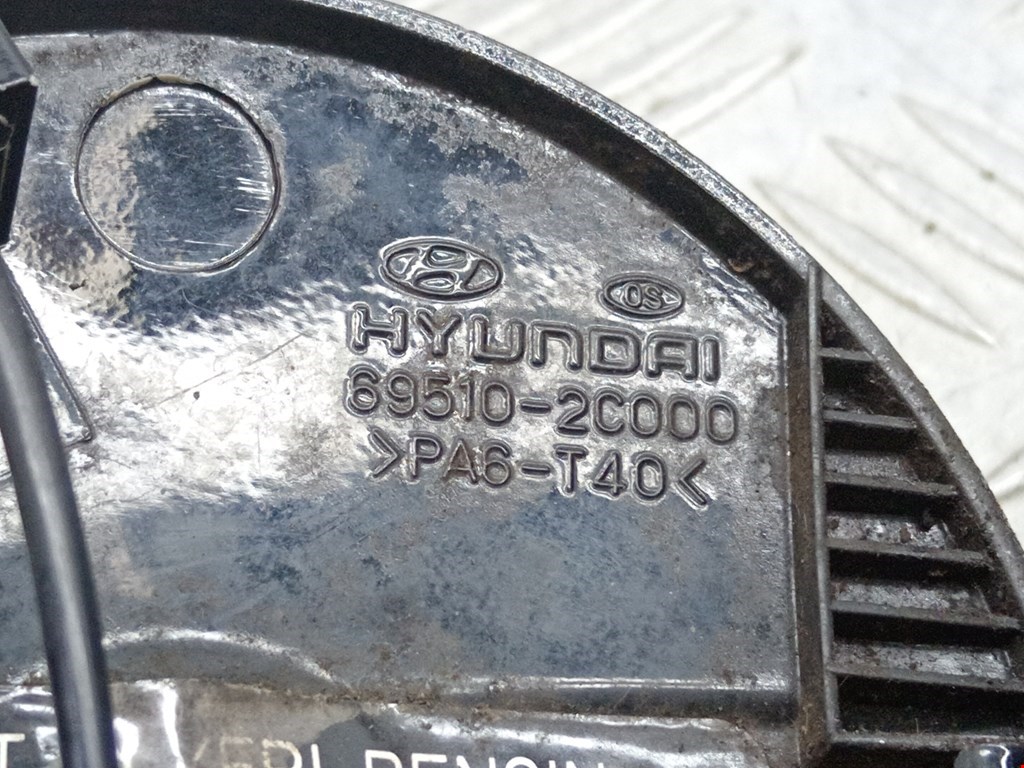 OS
HYUNDAI
69510-2C000
>PA6-T40<